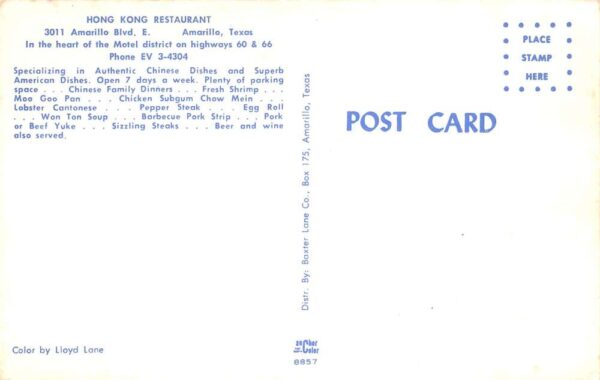 HONG KONG RESTAURANT
3011 Amarillo Blvd. E. Amarillo, Texas
In the heart of the Motel district on highways 60 & 66
Phone EV 3-4304
Specializing in Authentic Chinese Dishes and Superb
American Dishes. Open 7 days a week. Plenty of parking
space . . . Chinese Family Dinners . . . Fresh Shrimp . . .
Moo Goo Pan . . . Chicken Subgum Chow Mein . . .
Lobster Cantonese . . . Pepper Steak . . . Egg Roll
. . . Won Ton Soup . . . Barbecue Pork Strip . . . Pork
or Beef Yuke . . . Sizzling Steaks . . . Beer and wine
also served.
Color by Lloyd Lane
Distr. By: Baxter Lane Co., Box 175, Amarillo, Texas
8857
POST CARD
PLACE
STAMP
HERE